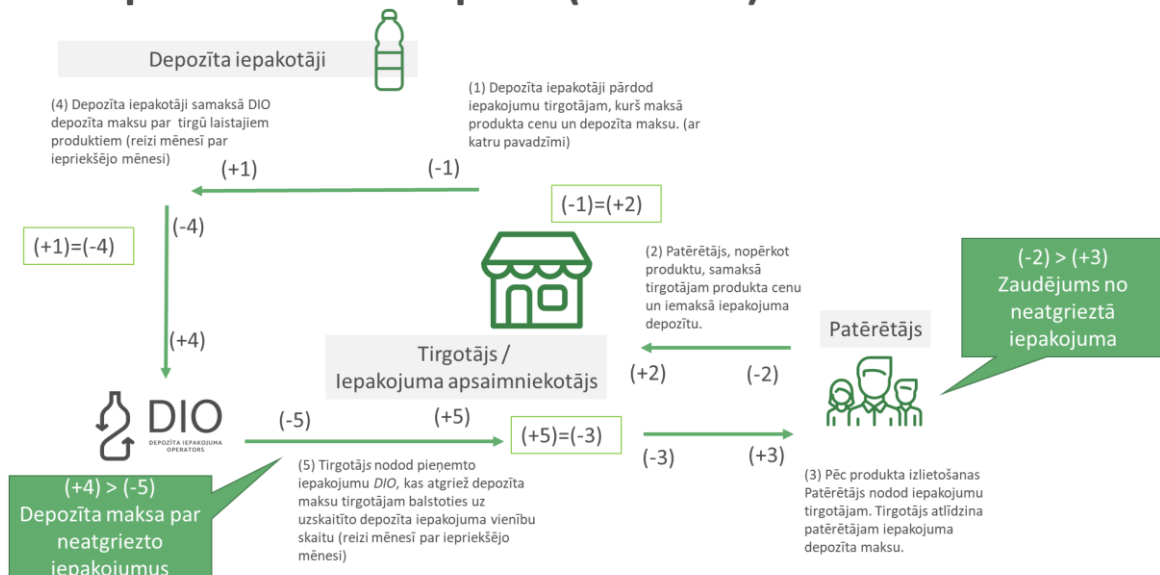 Depozīta iepakotāji
(4) Depozīta iepakotāji samaksā DIO
depozīta maksu par tirgū laistajiem
produktiem (reizi mēnesī par
iepriekšējo mēnesi)
(1) Depozīta iepakotāji pārdod
iepakojumu tirgotājam, kurš maksā
produkta cenu un depozīta maksu. (ar
katru pavadzīmi)
(+1)
(-1)
(-1)=(+2)
(-4)
(+1)=(-4)
(2) Patērētājs, nopērkot
produktu, samaksā
tirgotājam produkta cenu
un iemaksā iepakojuma
depozītu.
(-2) > (+3)
Zaudējums no
neatgrieztā
iepakojuma
Patērētājs
(+4)
Tirgotājs /
Iepakojuma apsaimniekotājs
(+2)
(-2)
DIO
DEPOZĪTA IEPAKOJUMA
OPERATORS
(-5)
(+5)
(+5)=(-3)
(-3)
(+3)
(5) Tirgotājs nodod pieņemto
iepakojumu DIO, kas atgriež depozīta
maksu tirgotājam balstoties uz
uzskaitīto depozīta iepakojuma vienību
skaitu (reizi mēnesī par iepriekšējo
mēnesi)
(3) Pēc produkta izlietošanas
Patērētājs nodod iepakojumu
tirgotājam. Tirgotājs atlīdzina
patērētājam iepakojuma
depozīta maksu.
(+4) > (-5)
Depozīta maksa par
neatgriezto
iepakojumus